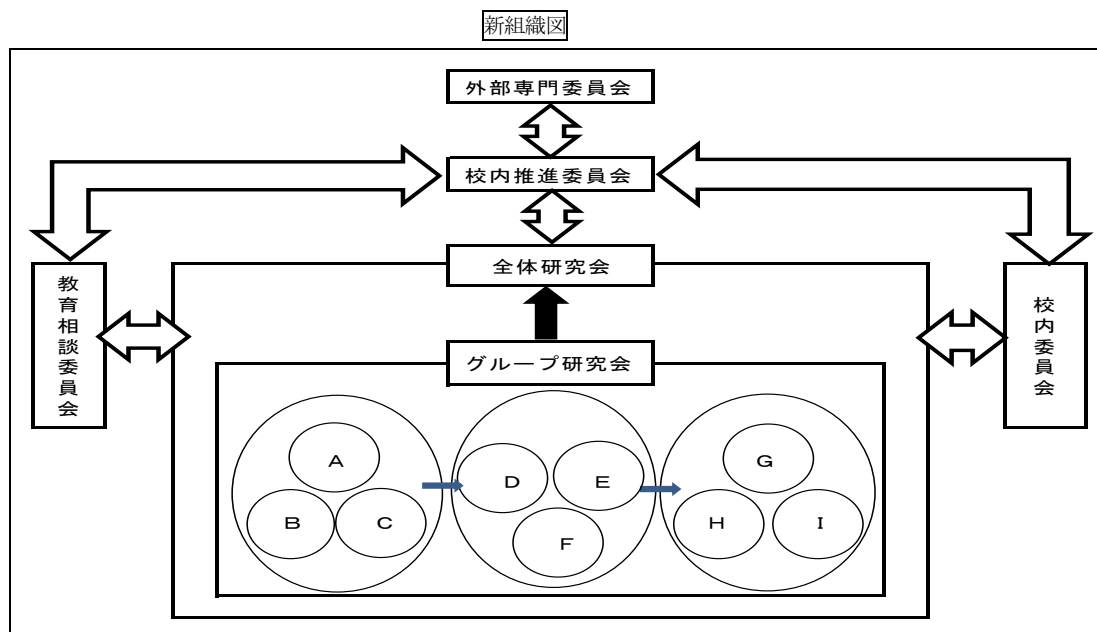 新組織図
外部専門委員会
校内推進委員会
全体研究会
教育相談委員会
校内委員会
グループ研究会
A
B
C
D
E
F
G
H
I